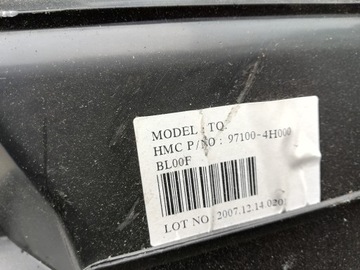 MODEL : TQ.
HMC P/NO : 97100-4H000
BL00F
LOT NO 2007.12.14 020